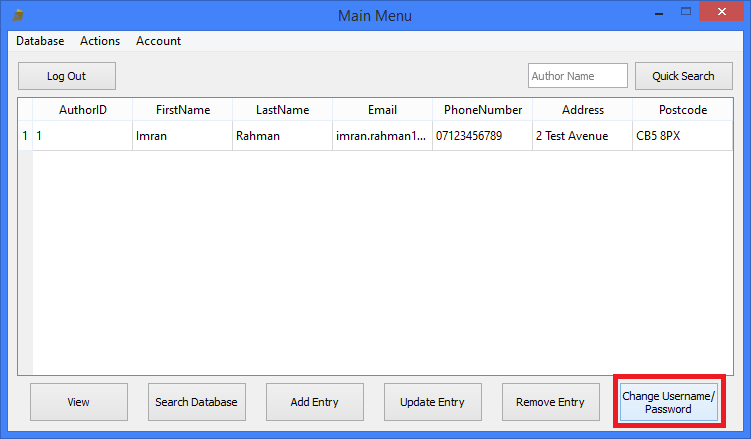 Main Menu
Database Actions Account
Log Out Author Name Quick Search
AuthorID FirstName LastName Email PhoneNumber Address Postcode
1 1 Imran Rahman imran.rahman1... 07123456789 2 Test Avenue CB5 8PX
View Search Database Add Entry Update Entry Remove Entry Change Username/
Password